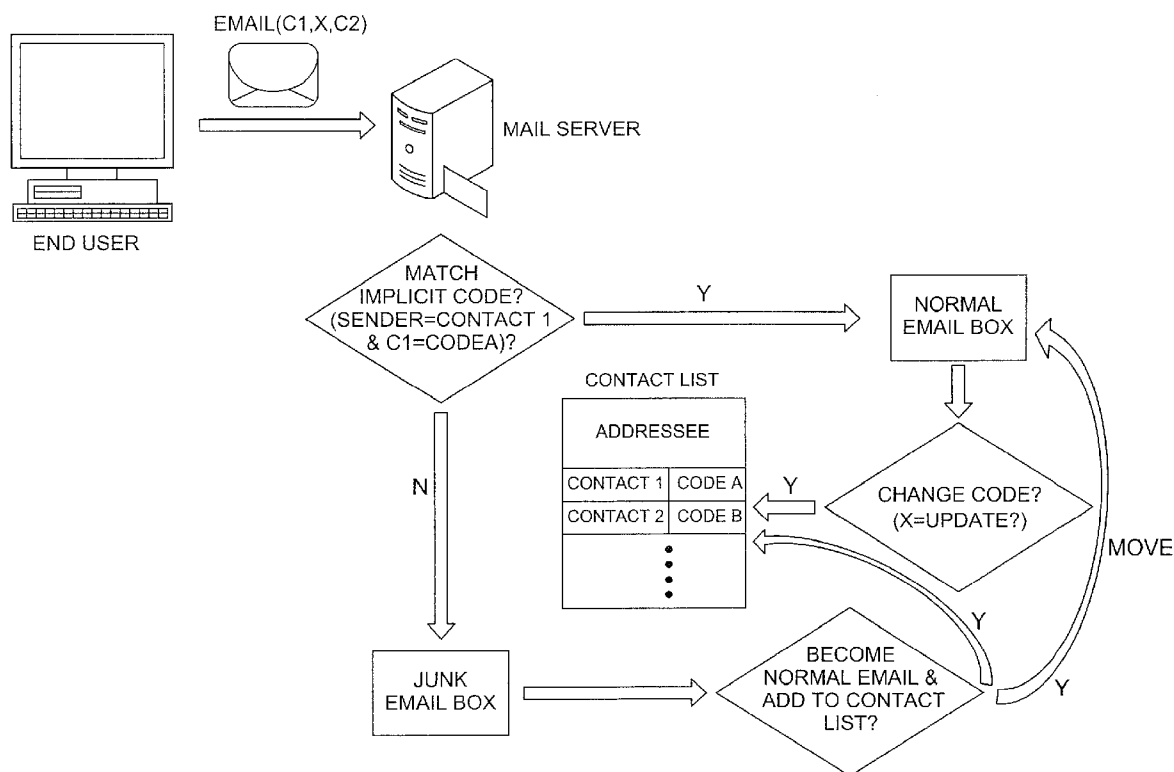 EMAIL(C1,X,C2)
MAIL SERVER
END USER
MATCH
IMPLICIT CODE?
(SENDER=CONTACT 1
& C1=CODEA)?
Y
NORMAL
EMAIL BOX
CONTACT LIST
ADDRESSEE
CONTACT 1 CODE A
CONTACT 2 CODE B
N
Y
CHANGE CODE?
(X=UPDATE?)
MOVE
Y
Y
JUNK
EMAIL BOX
BECOME
NORMAL EMAIL &
ADD TO CONTACT
LIST?